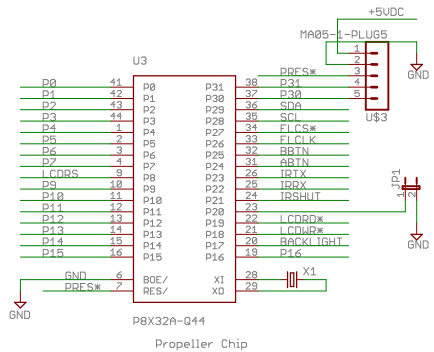 +5VDC
MA05-1-PLUG5
1
2
3
4
5
GND
U$3
U3
P0 41 P0 P31 38 PRES*
P1 42 P1 P30 37 P31
P2 43 P2 P29 36 P30
P3 44 P3 P28 35 SDA
P4 1 P4 P27 34 SCL
P5 2 P5 P26 33 FLCS*
P6 3 P6 P25 32 FLCLK
P7 4 P7 P24 31 BBTN
LCDRS 9 P8 P23 26 ABTN
P9 10 P9 P22 25 IRTX
P10 11 P10 P21 24 IRRX
P11 12 P11 P20 23 IRSHUT
P12 13 P12 P19 22 LCDRD*
P13 14 P13 P18 21 LCDWR*
P14 15 P14 P17 20 BACKLIGHT
P15 16 P15 P16 19 P16
JP1
1 2
GND
GND 6 BOE/ XI 28 X1
PRES* 7 RES/ XO 29
GND
P8X32A-Q44
Propeller Chip